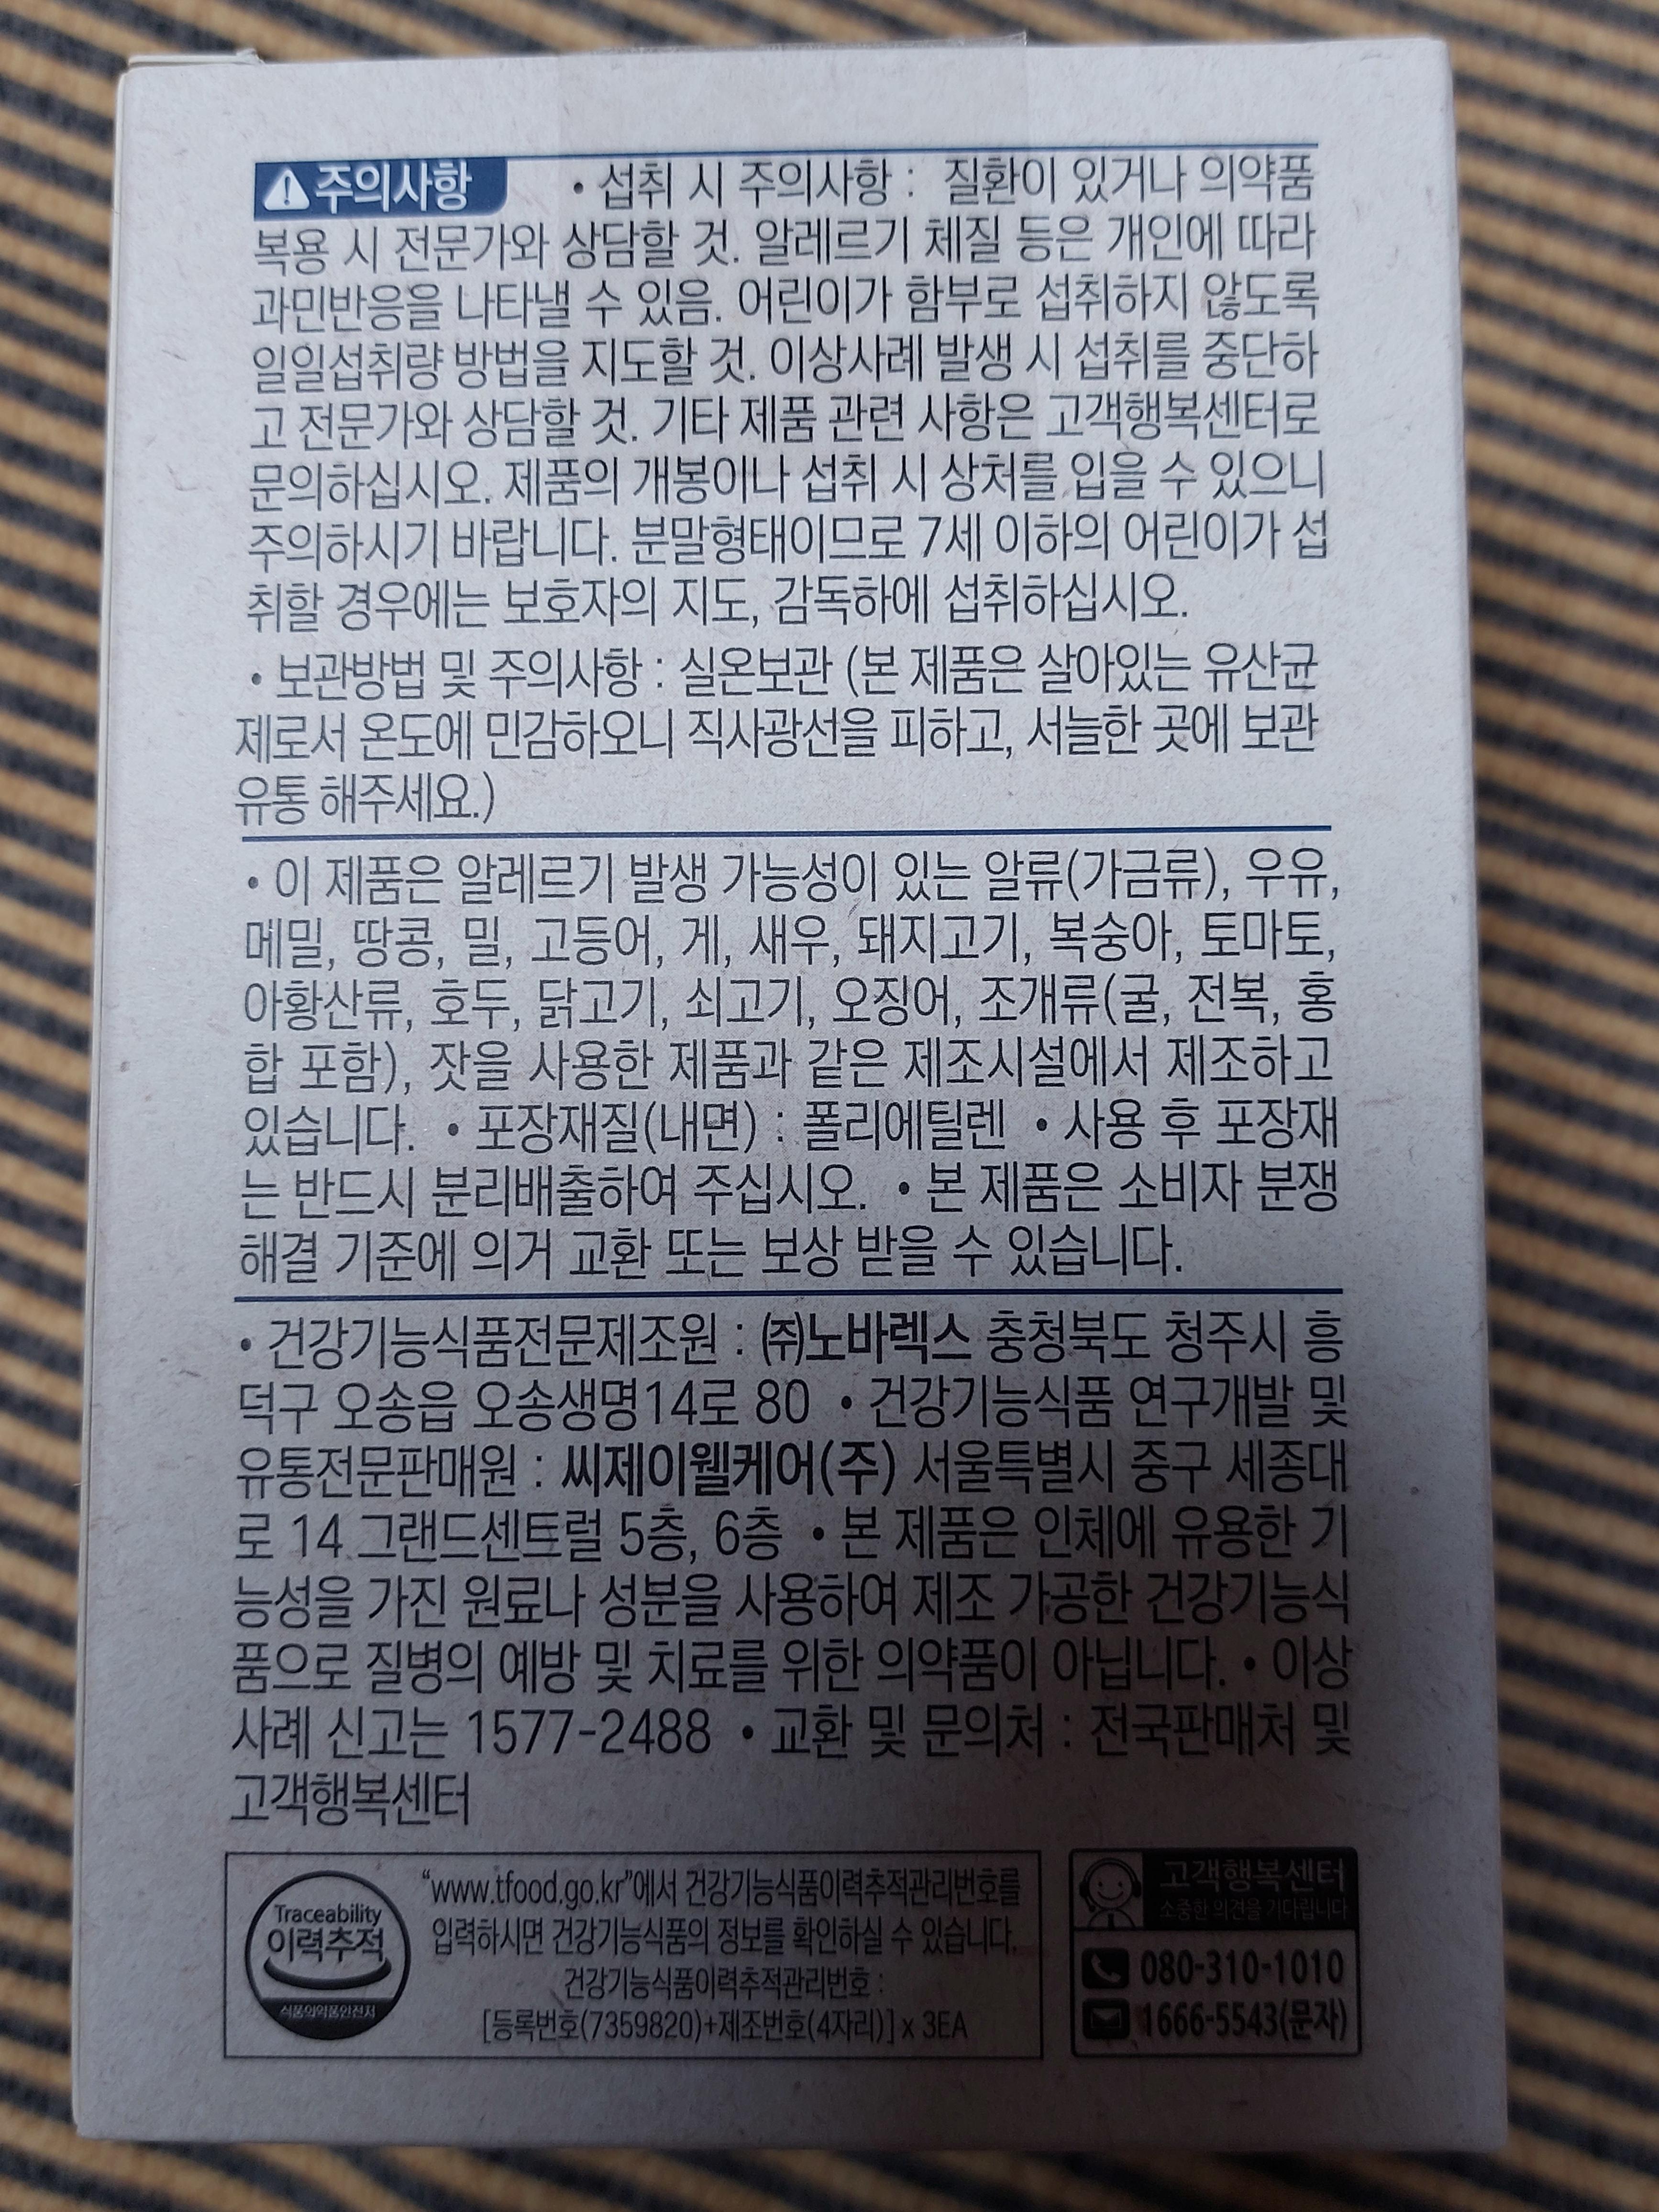 주의사항 • 섭취 시 주의사항 : 질환이 있거나 의약품
복용 시 전문가와 상담할 것. 알레르기 체질 등은 개인에 따라
과민반응을 나타낼 수 있음. 어린이가 함부로 섭취하지 않도록
일일섭취량 방법을 지도할 것. 이상사례 발생 시 섭취를 중단하
고 전문가와 상담할 것. 기타 제품 관련 사항은 고객행복센터로
문의하십시오. 제품의 개봉이나 섭취 시 상처를 입을 수 있으니
주의하시기 바랍니다. 분말형태이므로 7세 이하의 어린이가 섭
취할 경우에는 보호자의 지도, 감독하에 섭취하십시오.
• 보관방법 및 주의사항 : 실온보관 (본 제품은 살아있는 유산균
제로서 온도에 민감하오니 직사광선을 피하고, 서늘한 곳에 보관
유통 해주세요.)
• 이 제품은 알레르기 발생 가능성이 있는 알류(가금류), 우유,
메밀, 땅콩, 밀, 고등어, 게, 새우, 돼지고기, 복숭아, 토마토,
아황산류, 호두, 닭고기, 쇠고기, 오징어, 조개류(굴, 전복, 홍
합 포함), 잣을 사용한 제품과 같은 제조시설에서 제조하고
있습니다. • 포장재질(내면) : 폴리에틸렌 • 사용 후 포장재
는 반드시 분리배출하여 주십시오. • 본 제품은 소비자 분쟁
해결 기준에 의거 교환 또는 보상 받을 수 있습니다.
• 건강기능식품전문제조원 : ㈜노바렉스 충청북도 청주시 흥
덕구 오송읍 오송생명14로 80 • 건강기능식품 연구개발 및
유통전문판매원 : 씨제이웰케어(주) 서울특별시 중구 세종대
로 14 그랜드센트럴 5층, 6층 • 본 제품은 인체에 유용한 기
능성을 가진 원료나 성분을 사용하여 제조 가공한 건강기능식
품으로 질병의 예방 및 치료를 위한 의약품이 아닙니다. • 이상
사례 신고는 1577-2488 • 교환 및 문의처 : 전국판매처 및
고객행복센터
Traceability
이력추적
식품의약품안전처
“www.tfood.go.kr”에서 건강기능식품이력추적관리번호를
입력하시면 건강기능식품의 정보를 확인하실 수 있습니다.
건강기능식품이력추적관리번호 :
[등록번호(7359820)+제조번호(4자리)] x 3EA
고객행복센터
소중한 의견을 기다립니다
080-310-1010
1666-5543(문자)